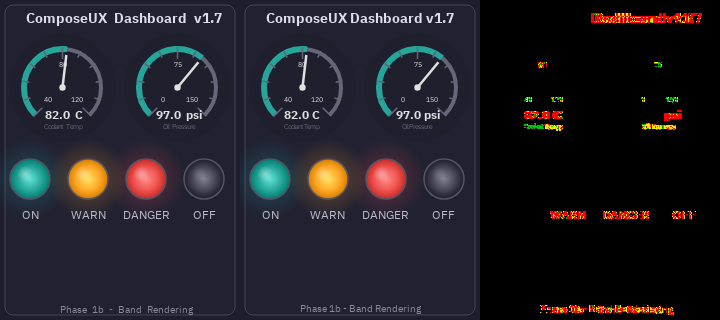 ComposeUX Dashboard v1.7
80
40 120
82.0 C
Coolant Temp
75
0 150
97.0 psi
Oil Pressure
ON WARN DANGER OFF
Phase 1b - Band Rendering
ComposeUX Dashboard v1.7
80
40 120
82.0 C
Coolant Temp
75
0 150
97.0 psi
Oil Pressure
ON WARN DANGER OFF
Phase 1b - Band Rendering